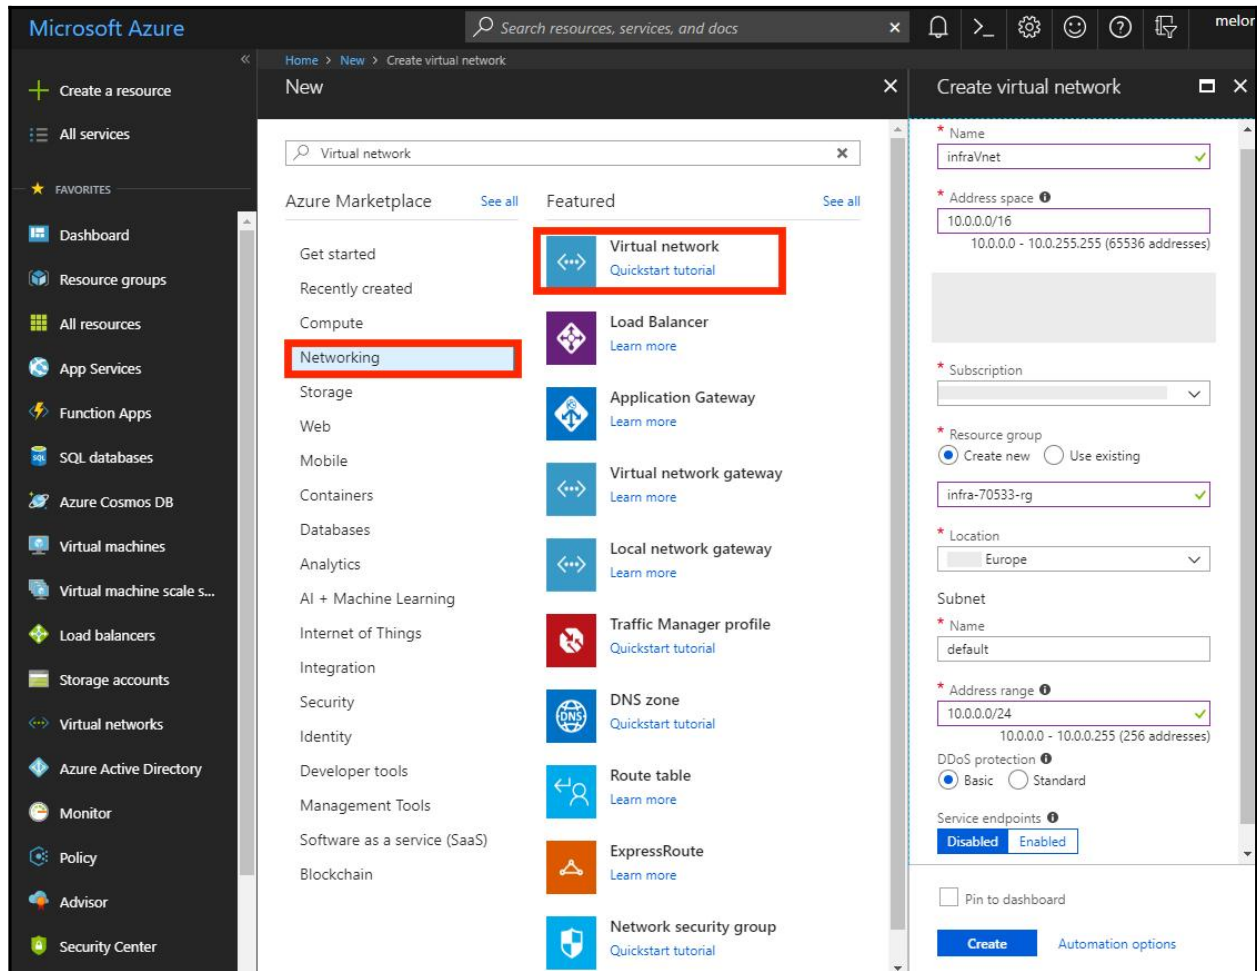 Microsoft Azure
Search resources, services, and docs
melor
Create a resource
All services
FAVORITES
Dashboard
Resource groups
All resources
App Services
Function Apps
SQL databases
Azure Cosmos DB
Virtual machines
Virtual machine scale s...
Load balancers
Storage accounts
Virtual networks
Azure Active Directory
Monitor
Policy
Advisor
Security Center
Home > New > Create virtual network
New
Virtual network
Azure Marketplace See all
Get started
Recently created
Compute
Networking
Storage
Web
Mobile
Containers
Databases
Analytics
AI + Machine Learning
Internet of Things
Integration
Security
Identity
Developer tools
Management Tools
Software as a service (SaaS)
Blockchain
Featured See all
Virtual network
Quickstart tutorial
Load Balancer
Learn more
Application Gateway
Learn more
Virtual network gateway
Learn more
Local network gateway
Learn more
Traffic Manager profile
Quickstart tutorial
DNS
DNS zone
Quickstart tutorial
Route table
Learn more
ExpressRoute
Learn more
Network security group
Quickstart tutorial
Create virtual network
* Name
infraVnet
* Address space
10.0.0.0/16
10.0.0.0 - 10.0.255.255 (65536 addresses)
* Subscription
* Resource group
Create new Use existing
infra-70533-rg
* Location
Europe
Subnet
* Name
default
* Address range
10.0.0.0/24
10.0.0.0 - 10.0.0.255 (256 addresses)
DDoS protection
Basic Standard
Service endpoints
Disabled Enabled
Pin to dashboard
Create Automation options